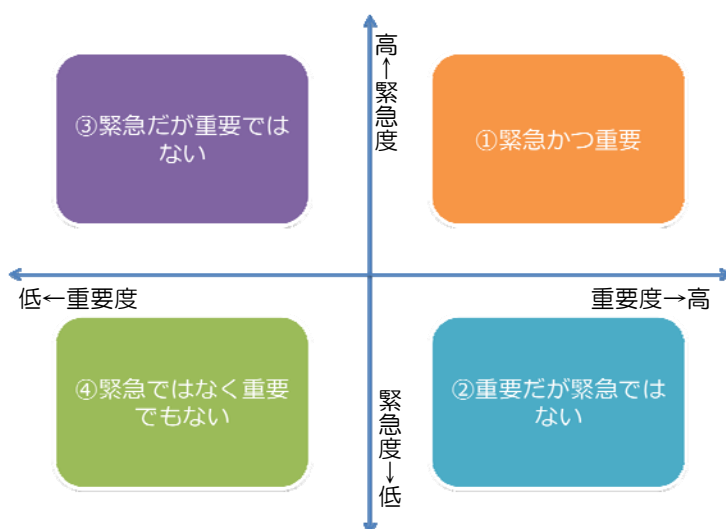 高←緊急度
③緊急だが重要では
ない
①緊急かつ重要
低←重要度
重要度→高
④緊急ではなく重要
でもない
緊急度→低
②重要だが緊急では
ない